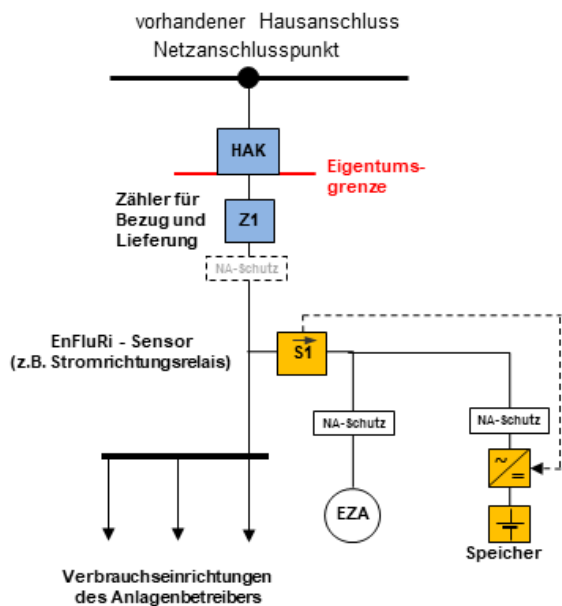 vorhandener Hausanschluss
Netzanschlusspunkt
HAK
Eigentums-
grenze
Zähler für
Bezug und
Lieferung
Z1
NA-Schutz
EnFluRi - Sensor
(z.B. Stromrichtungsrelais)
S1
NA-Schutz
NA-Schutz
EZA
Speicher
Verbrauchseinrichtungen
des Anlagenbetreibers